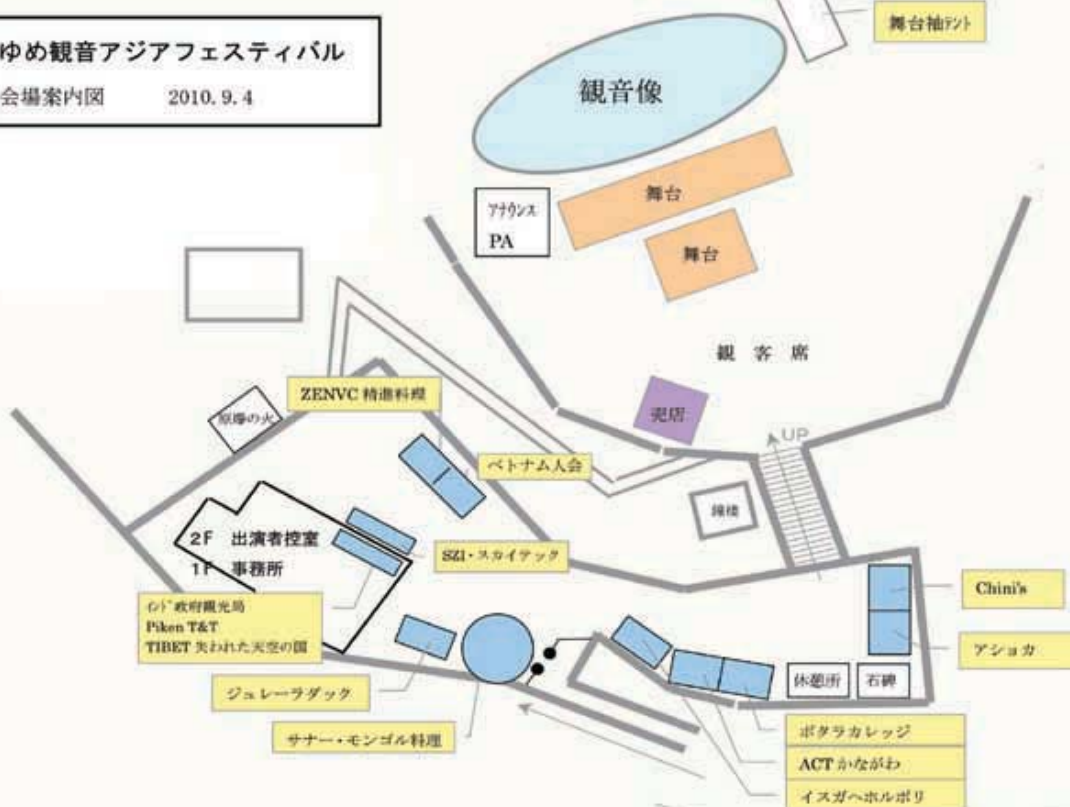 ゆめ観音アジアフェスティバル
会場案内図 2010.9.4
舞台袖テント
観音像
舞台
アナウンス
PA
舞台
観客席
ZENVC 精進料理
売店
原爆の火
UP
ベトナム人会
鐘楼
2F 出演者控室
1F 事務所
SZI・スカイテック
Chini's
インド政府観光局
Piken T&T
TIBET 失われた天空の国
アショカ
休憩所
石碑
ジュレーラダック
サナー・モンゴル料理
ポタラカレッジ
ACT かながわ
イスガヘホルポリ